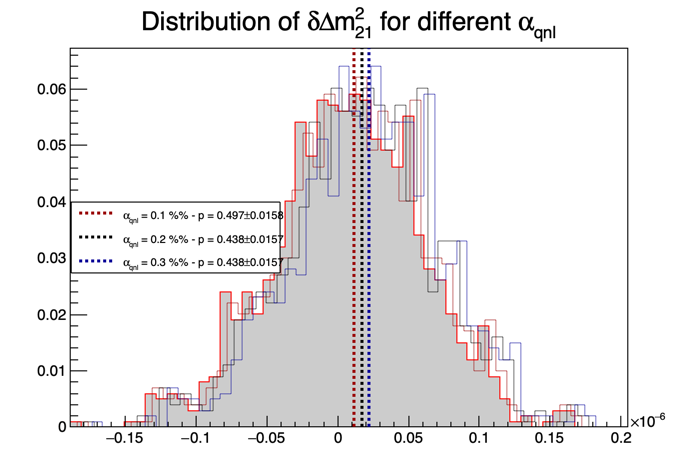 Distribution of δΔm²₂₁ for different α_qnl
0.06
0.05
0.04
0.03
0.02
0.01
0
α_qnl = 0.1 %% - p = 0.497±0.0158
α_qnl = 0.2 %% - p = 0.438±0.0157
α_qnl = 0.3 %% - p = 0.438±0.0157
−0.15 −0.1 −0.05 0 0.05 0.1 0.15 0.2
×10⁻⁶